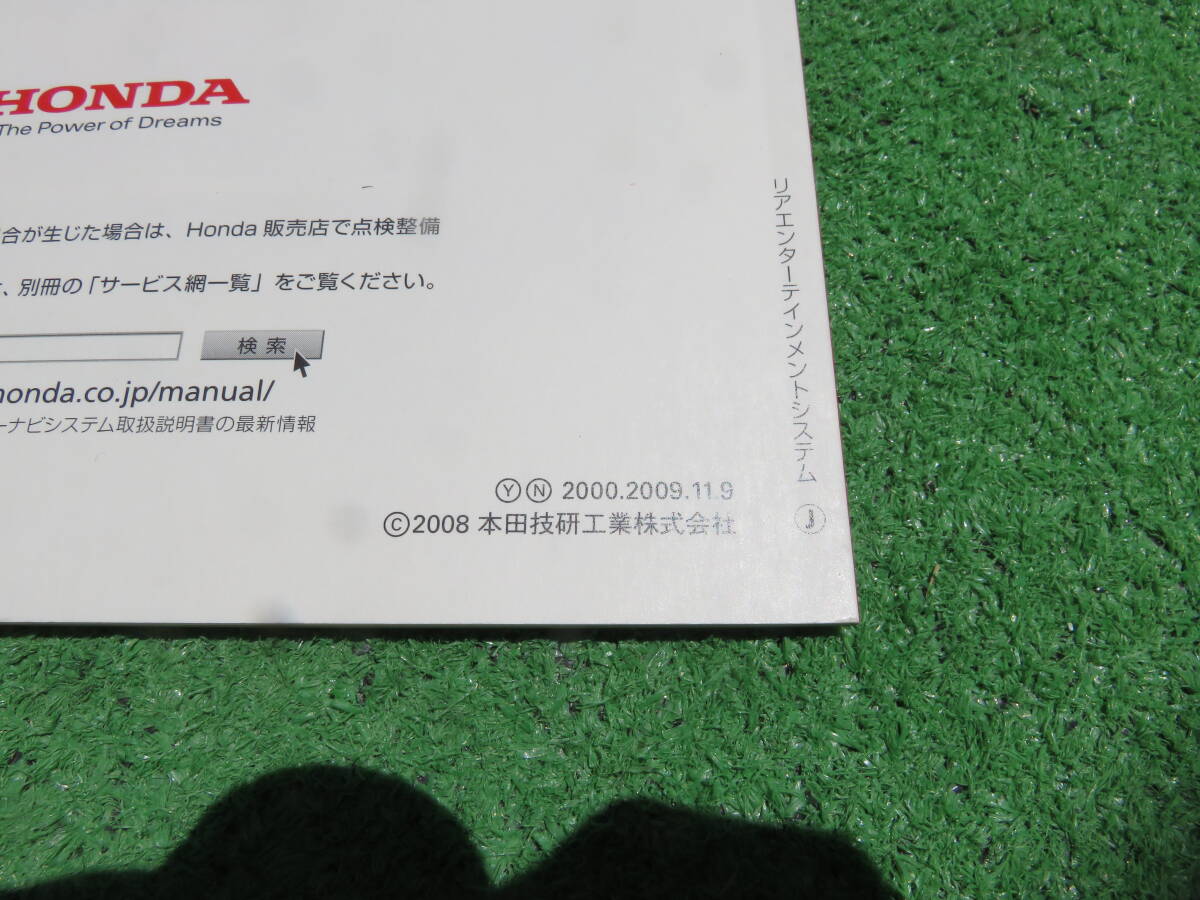 HONDA
The Power of Dreams
合が生じた場合は、Honda 販売店で点検整備
、別冊の「サービス網一覧」をご覧ください。
検索
honda.co.jp/manual/
ーナビシステム取扱説明書の最新情報
ⓎⓃ 2000.2009.11.9
©2008 本田技研工業株式会社
リアエンターテインメントシステム Ⓙ